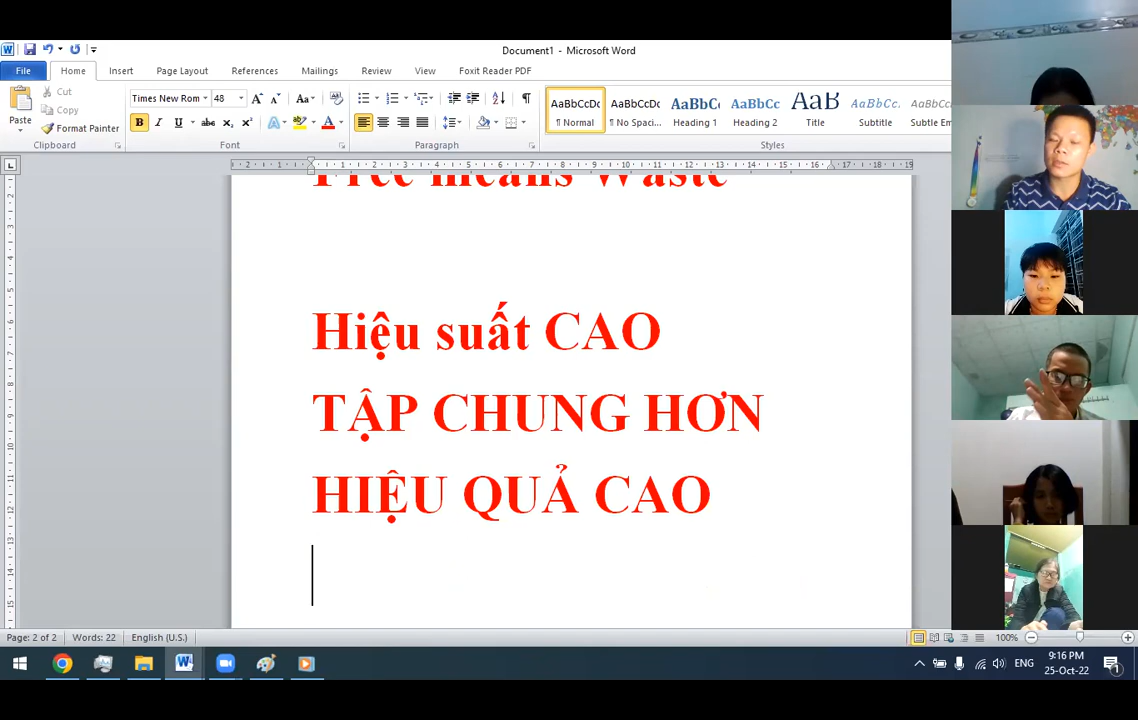 Document1 - Microsoft Word
File Home Insert Page Layout References Mailings Review View Foxit Reader PDF
Paste
Cut
Copy
Format Painter
Clipboard
Times New Rom 48
Font
Paragraph
AaBbCcDc AaBbCcDc AaBbCc AaBbCc AaB AaBbCcDc AaBbCcDc
¶ Normal ¶ No Spaci... Heading 1 Heading 2 Title Subtitle Subtle Em
Styles
Free means Waste
Hiệu suất CAO
TẬP CHUNG HƠN
HIỆU QUẢ CAO
Page: 2 of 2 Words: 22 English (U.S.) 100%
ENG 9:16 PM
25-Oct-22